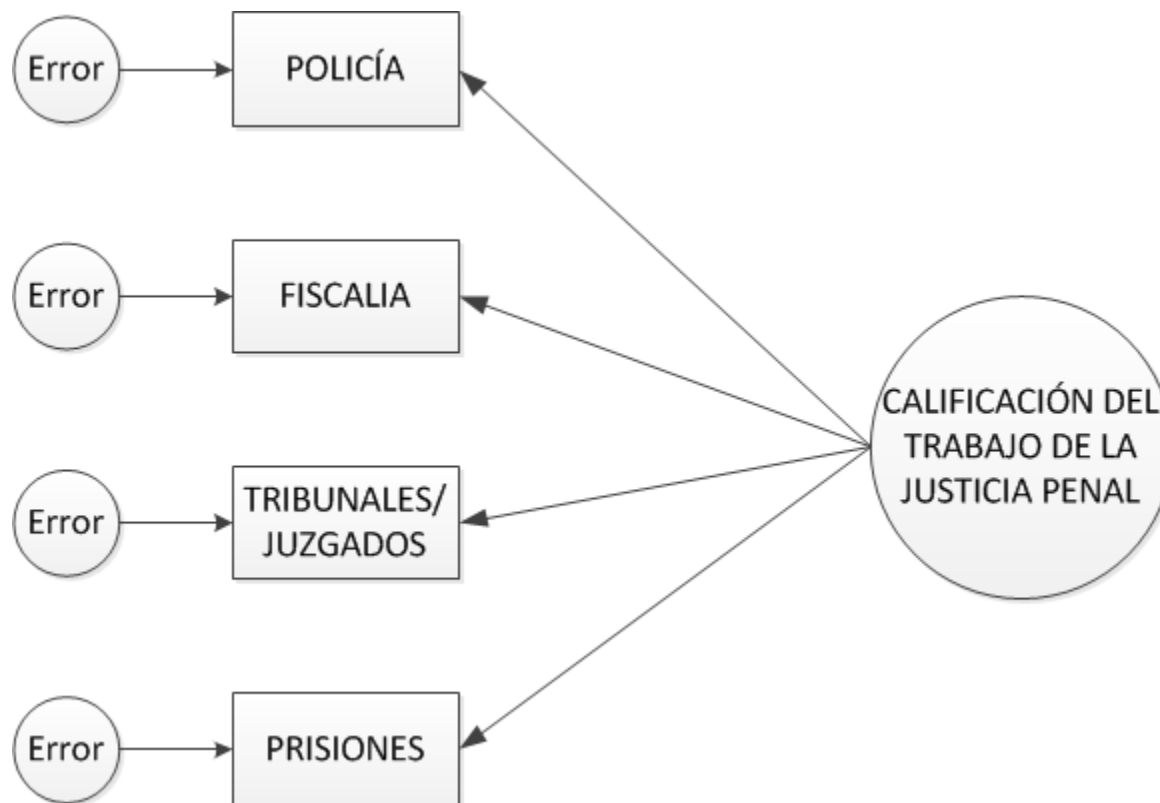 Error
POLICÍA
Error
FISCALIA
CALIFICACIÓN DEL
TRABAJO DE LA
JUSTICIA PENAL
Error
TRIBUNALES/
JUZGADOS
Error
PRISIONES